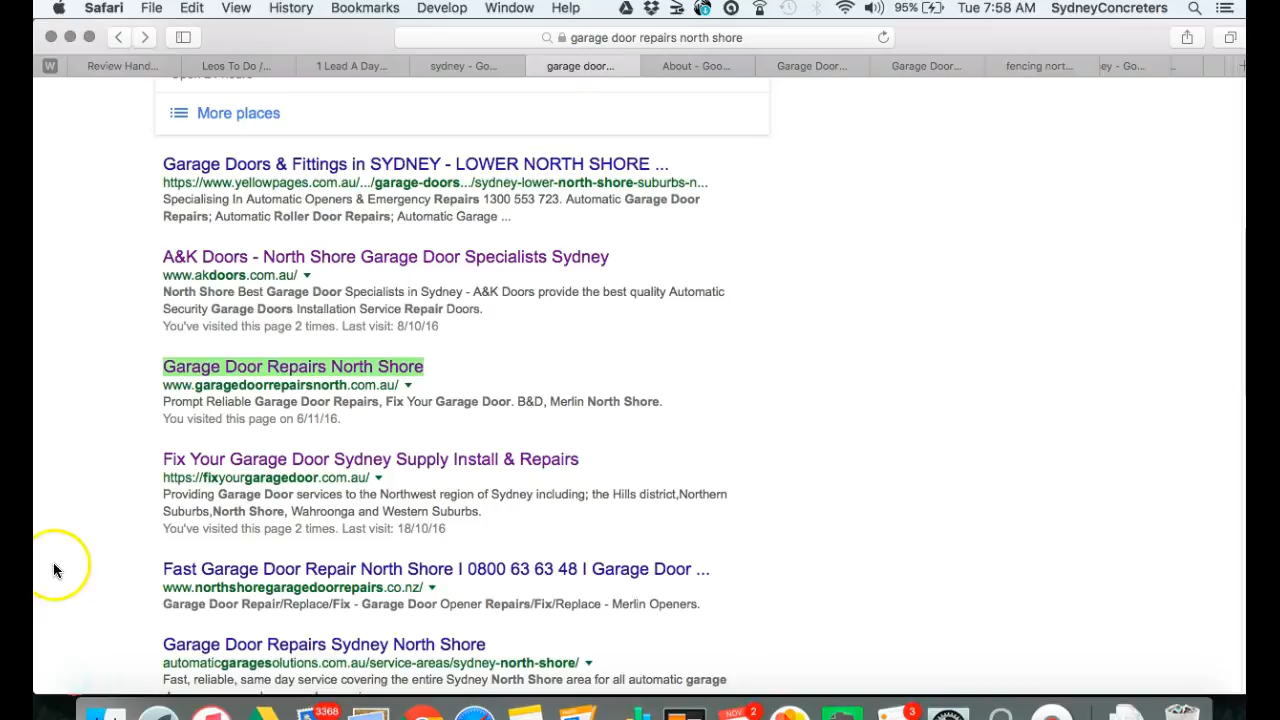 Safari File Edit View History Bookmarks Develop Window Help 95% Tue 7:58 AM SydneyConcreters
garage door repairs north shore
W Review Hand... Leos To Do /... 1 Lead A Day... sydney - Go... garage door... About - Goo... Garage Door... Garage Door... fencing nort... ey - Go...
More places
Garage Doors & Fittings in SYDNEY - LOWER NORTH SHORE ...
https://www.yellowpages.com.au/.../garage-doors.../sydney-lower-north-shore-suburbs-n...
Specialising In Automatic Openers & Emergency Repairs 1300 553 723. Automatic Garage Door
Repairs; Automatic Roller Door Repairs; Automatic Garage ...
A&K Doors - North Shore Garage Door Specialists Sydney
www.akdoors.com.au/
North Shore Best Garage Door Specialists in Sydney - A&K Doors provide the best quality Automatic
Security Garage Doors Installation Service Repair Doors.
You've visited this page 2 times. Last visit: 8/10/16
Garage Door Repairs North Shore
www.garagedoorrepairsnorth.com.au/
Prompt Reliable Garage Door Repairs, Fix Your Garage Door. B&D, Merlin North Shore.
You visited this page on 6/11/16.
Fix Your Garage Door Sydney Supply Install & Repairs
https://fixyourgaragedoor.com.au/
Providing Garage Door services to the Northwest region of Sydney including; the Hills district,Northern
Suburbs,North Shore, Wahroonga and Western Suburbs.
You've visited this page 2 times. Last visit: 18/10/16
Fast Garage Door Repair North Shore I 0800 63 63 48 I Garage Door ...
www.northshoregaragedoorrepairs.co.nz/
Garage Door Repair/Replace/Fix - Garage Door Opener Repairs/Fix/Replace - Merlin Openers.
Garage Door Repairs Sydney North Shore
automaticgaragesolutions.com.au/service-areas/sydney-north-shore/
Fast, reliable, same day service covering the entire Sydney North Shore area for all automatic garage
3368 NOV 2 3